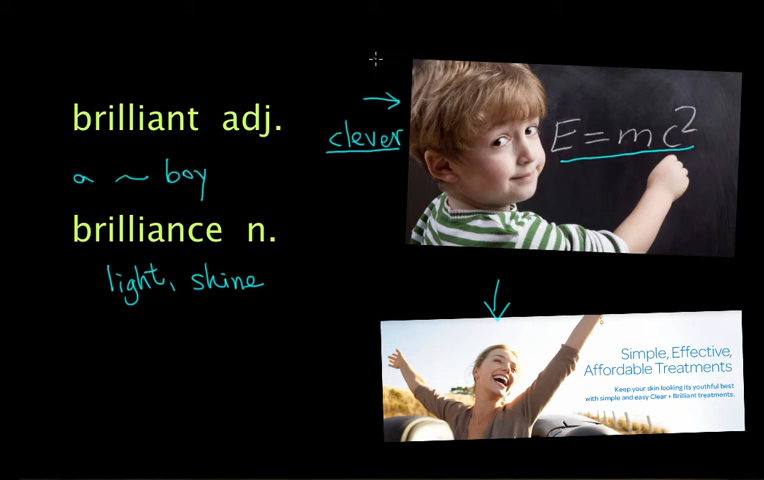 brilliant adj.
a ~ boy
brilliance n.
light, shine
clever
E=mc²
Simple, Effective,
Affordable Treatments
Keep your skin looking its youthful best
with simple and easy Clear + Brilliant treatments.